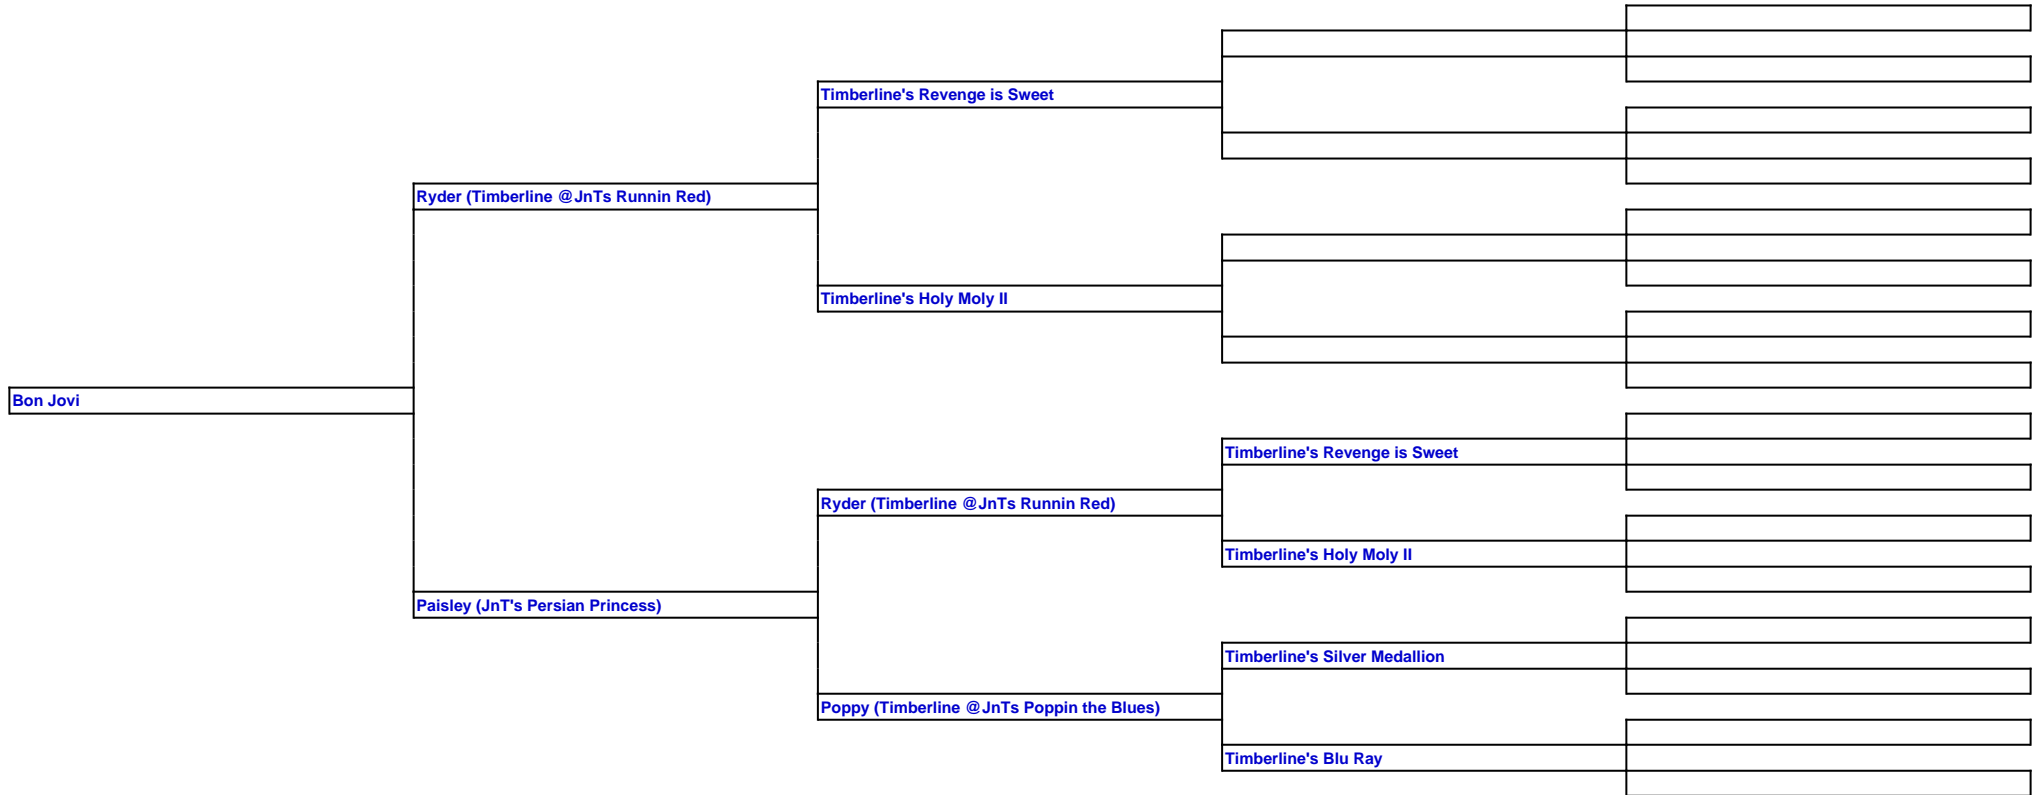 Timberline's Revenge is Sweet
Ryder (Timberline @JnTs Runnin Red)
Timberline's Holy Moly II
Bon Jovi
Timberline's Revenge is Sweet
Ryder (Timberline @JnTs Runnin Red)
Timberline's Holy Moly II
Paisley (JnT's Persian Princess)
Timberline's Silver Medallion
Poppy (Timberline @JnTs Poppin the Blues)
Timberline's Blu Ray